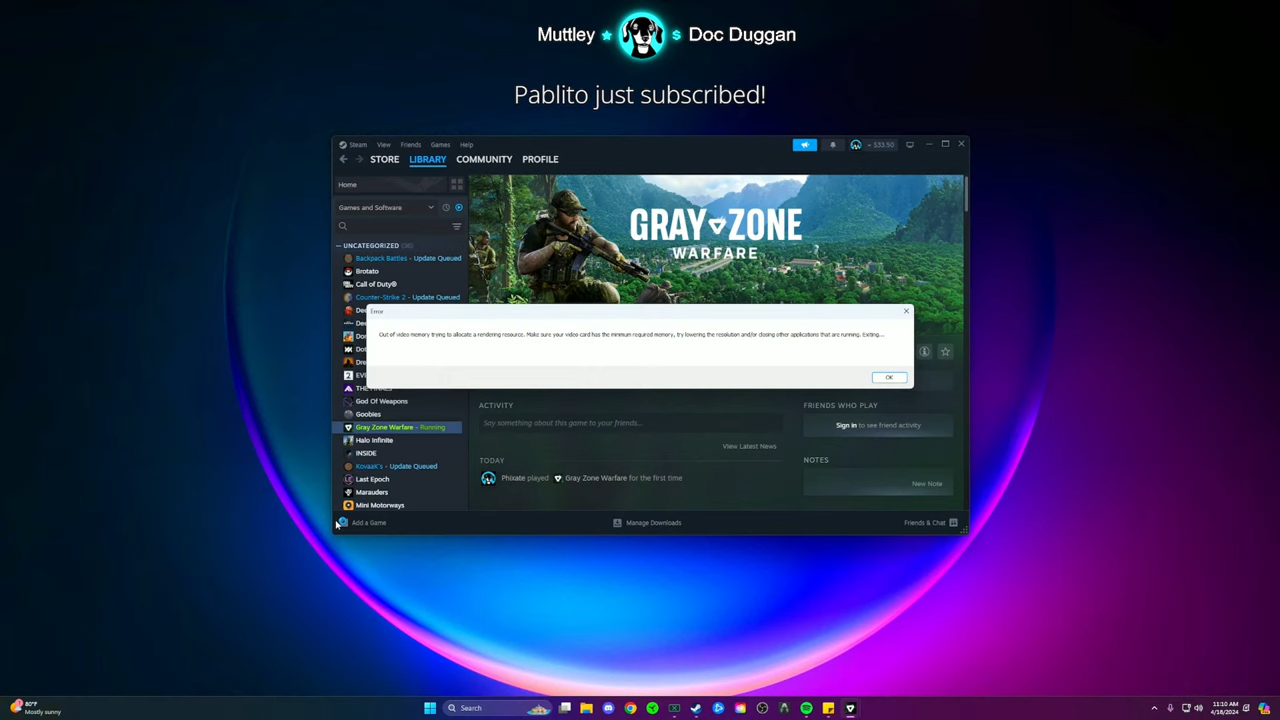 Muttley
Doc Duggan
Pablito just subscribed!
Steam View Friends Games Help
$33.50
STORE LIBRARY COMMUNITY PROFILE
Home
Games and Software
GRAY ZONE
WARFARE
UNCATEGORIZED
Backpack Battles - Update Queued
Brotato
Call of Duty®
Counter-Strike 2 - Update Queued
Error
Out of video memory trying to allocate a rendering resource. Make sure your video card has the minimum required memory, try lowering the resolution and/or closing other applications that are running. Exiting...
OK
God Of Weapons
Goobies
Gray Zone Warfare - Running
Halo Infinite
INSIDE
KovaaK's - Update Queued
Last Epoch
Marauders
Mini Motorways
ACTIVITY
Say something about this game to your friends...
View Latest News
TODAY
Phixate played Gray Zone Warfare for the first time
FRIENDS WHO PLAY
Sign in to see friend activity
NOTES
New Note
Add a Game
Manage Downloads
Friends & Chat
80°F
Mostly sunny
Search
11:10 AM
4/18/2024